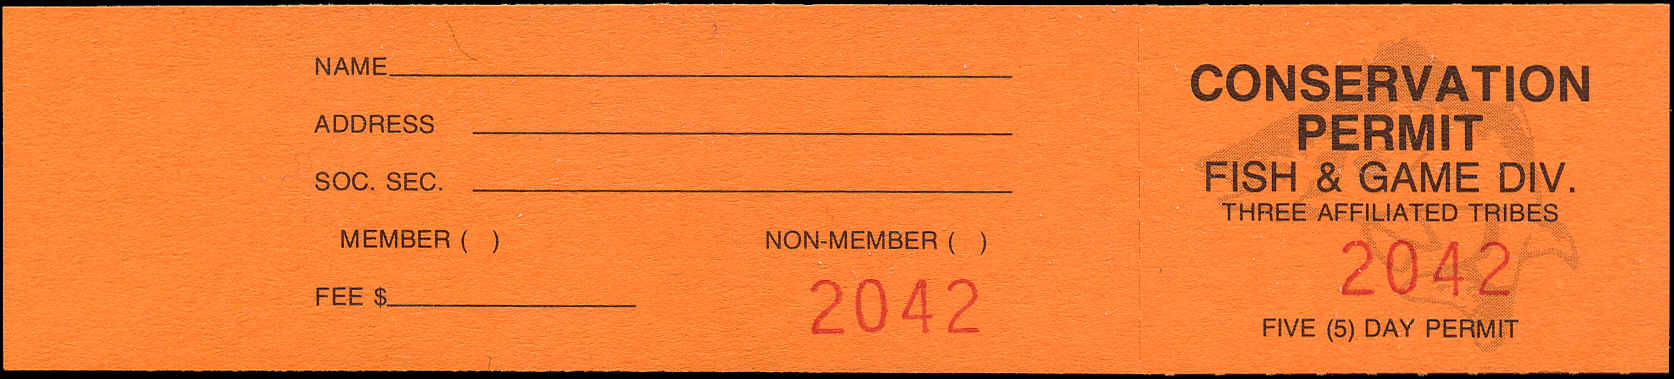 NAME
ADDRESS
SOC. SEC.
MEMBER ( )
NON-MEMBER ( )
FEE $
2042
CONSERVATION
PERMIT
FISH & GAME DIV.
THREE AFFILIATED TRIBES
2042
FIVE (5) DAY PERMIT